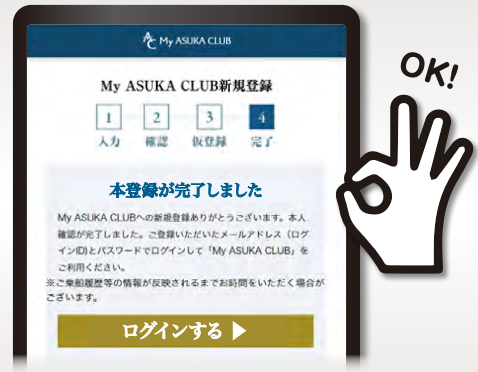 My ASUKA CLUB
OK!
My ASUKA CLUB新規登録
1 2 3 4
入力 確認 仮登録 完了
本登録が完了しました
My ASUKA CLUBへの新規登録ありがとうございます。本人
確認が完了しました。ご登録いただいたメールアドレス（ログ
インID)とパスワードでログインして「My ASUKA CLUB」を
ご利用ください。
※ご乗船履歴等の情報が反映されるまでお時間をいただく場合が
ございます。
ログインする ▶